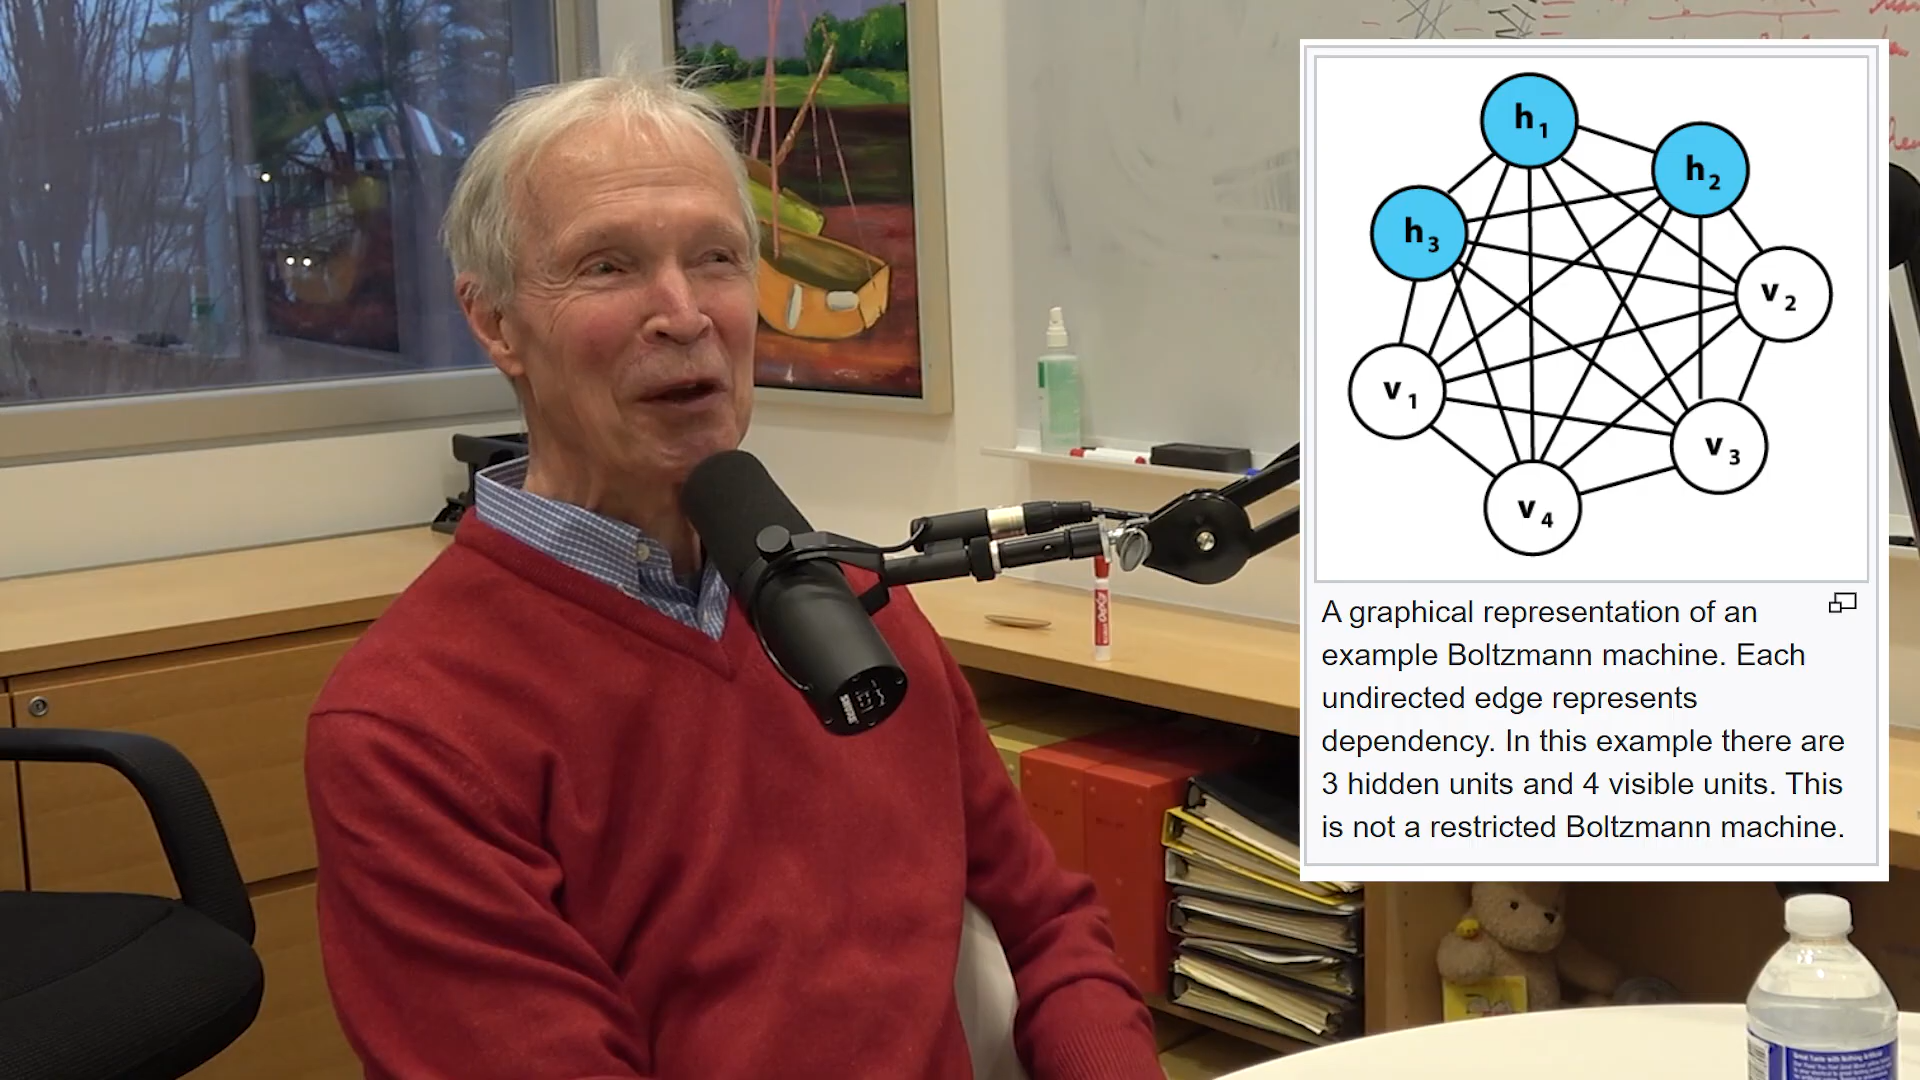 h1
h2
h3
v2
v1
v3
v4
A graphical representation of an
example Boltzmann machine. Each
undirected edge represents
dependency. In this example there are
3 hidden units and 4 visible units. This
is not a restricted Boltzmann machine.
EXPO